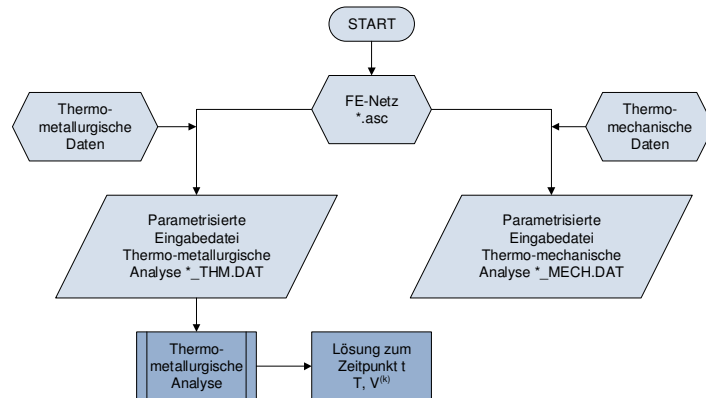 START
FE-Netz
*.asc
Thermo-
metallurgische
Daten
Thermo-
mechanische
Daten
Parametrisierte
Eingabedatei
Thermo-metallurgische
Analyse *_THM.DAT
Parametrisierte
Eingabedatei
Thermo-mechanische
Analyse *_MECH.DAT
Thermo-
metallurgische
Analyse
Lösung zum
Zeitpunkt t
T, V⁽ᵏ⁾